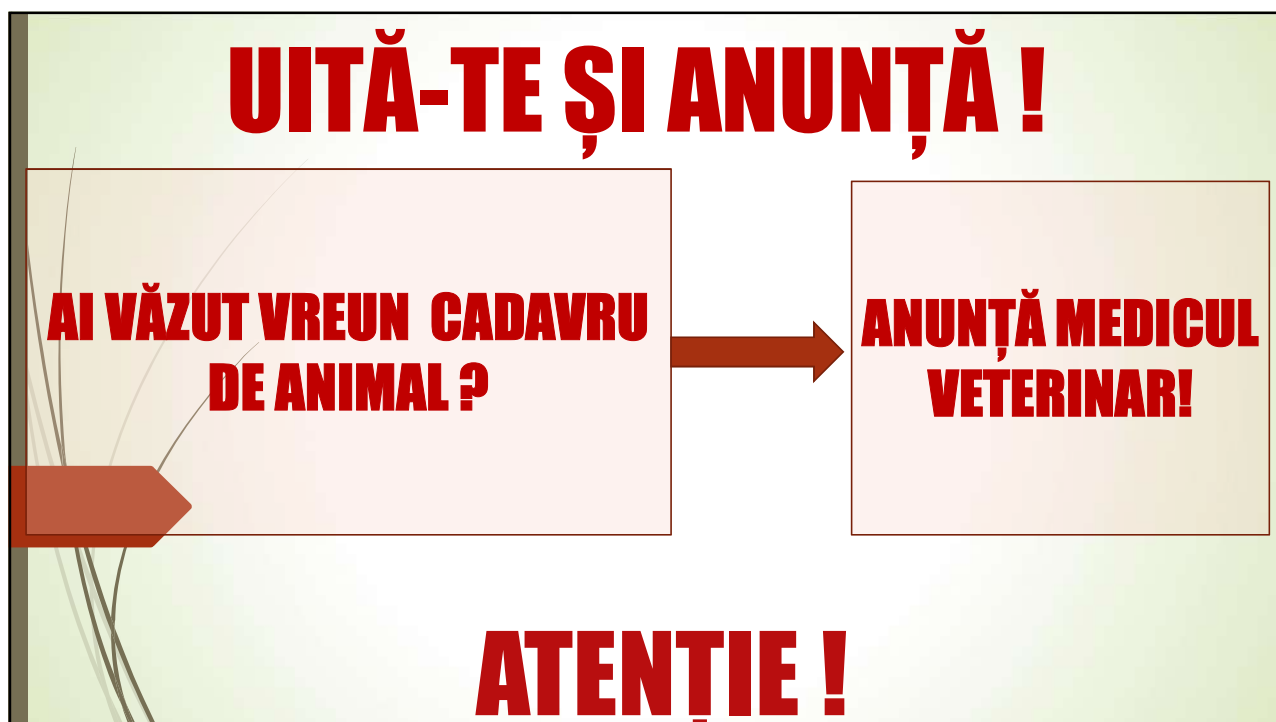 UITĂ-TE ȘI ANUNȚĂ !
AI VĂZUT VREUN  CADAVRU
DE ANIMAL ?
ANUNȚĂ MEDICUL
VETERINAR!
ATENȚIE !